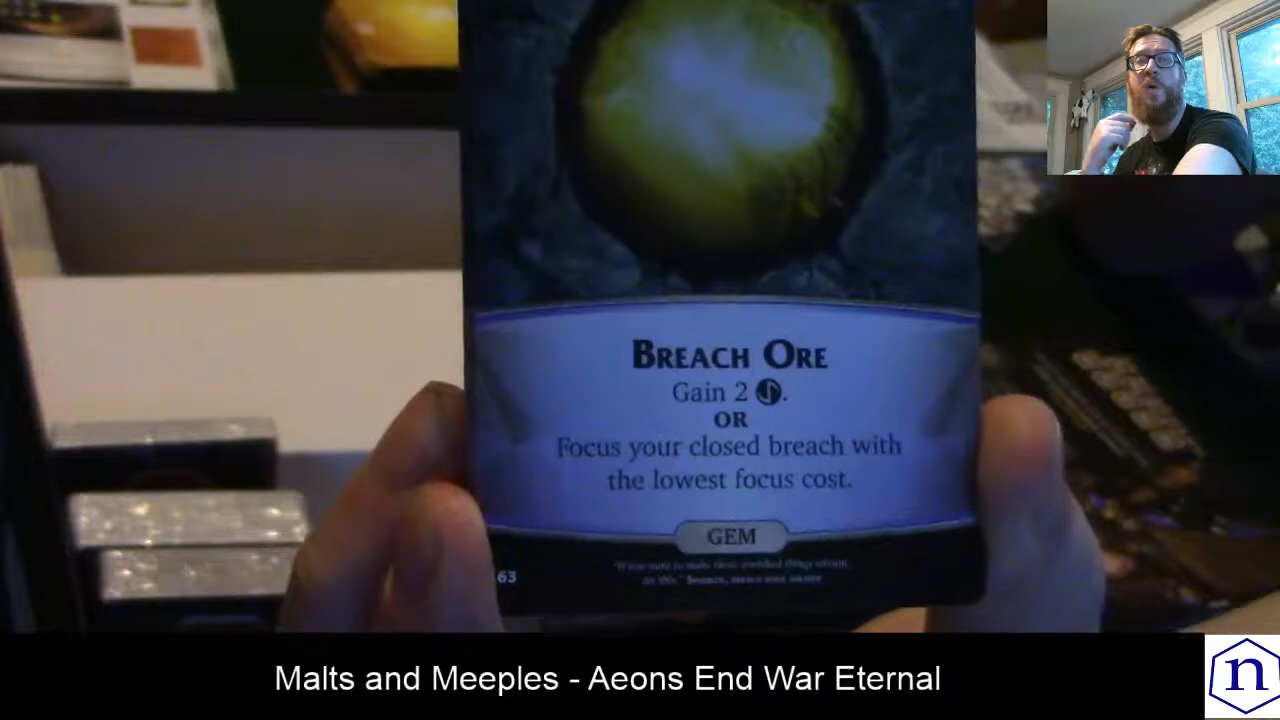 BREACH ORE
Gain 2 .
OR
Focus your closed breach with
the lowest focus cost.
GEM
63
Malts and Meeples - Aeons End War Eternal
n